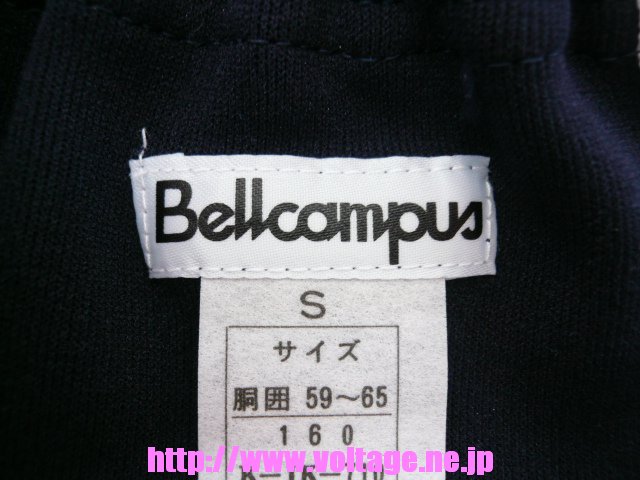 Bellcampus
S
サイズ
胴囲 59～65
160
http://www.voltage.ne.jp